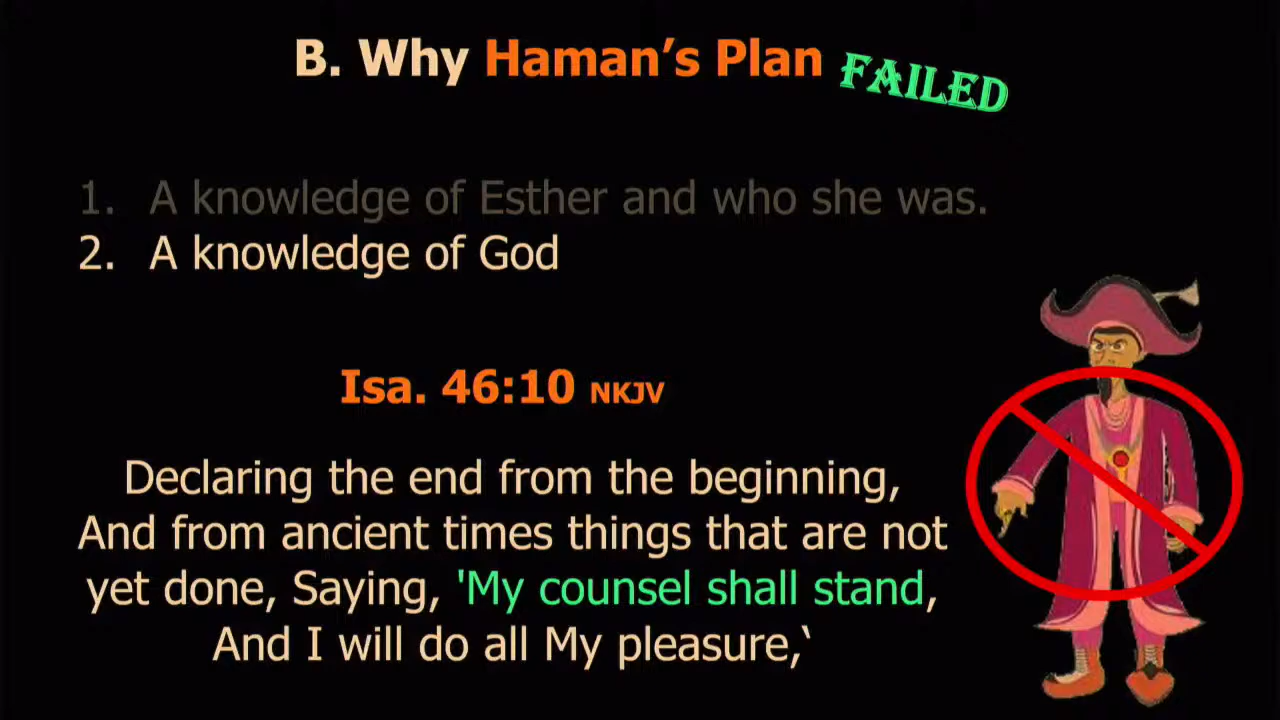 B. Why Haman’s Plan FAILED
1. A knowledge of Esther and who she was.
2. A knowledge of God
Isa. 46:10 NKJV
Declaring the end from the beginning,
And from ancient times things that are not
yet done, Saying, 'My counsel shall stand,
And I will do all My pleasure,‘